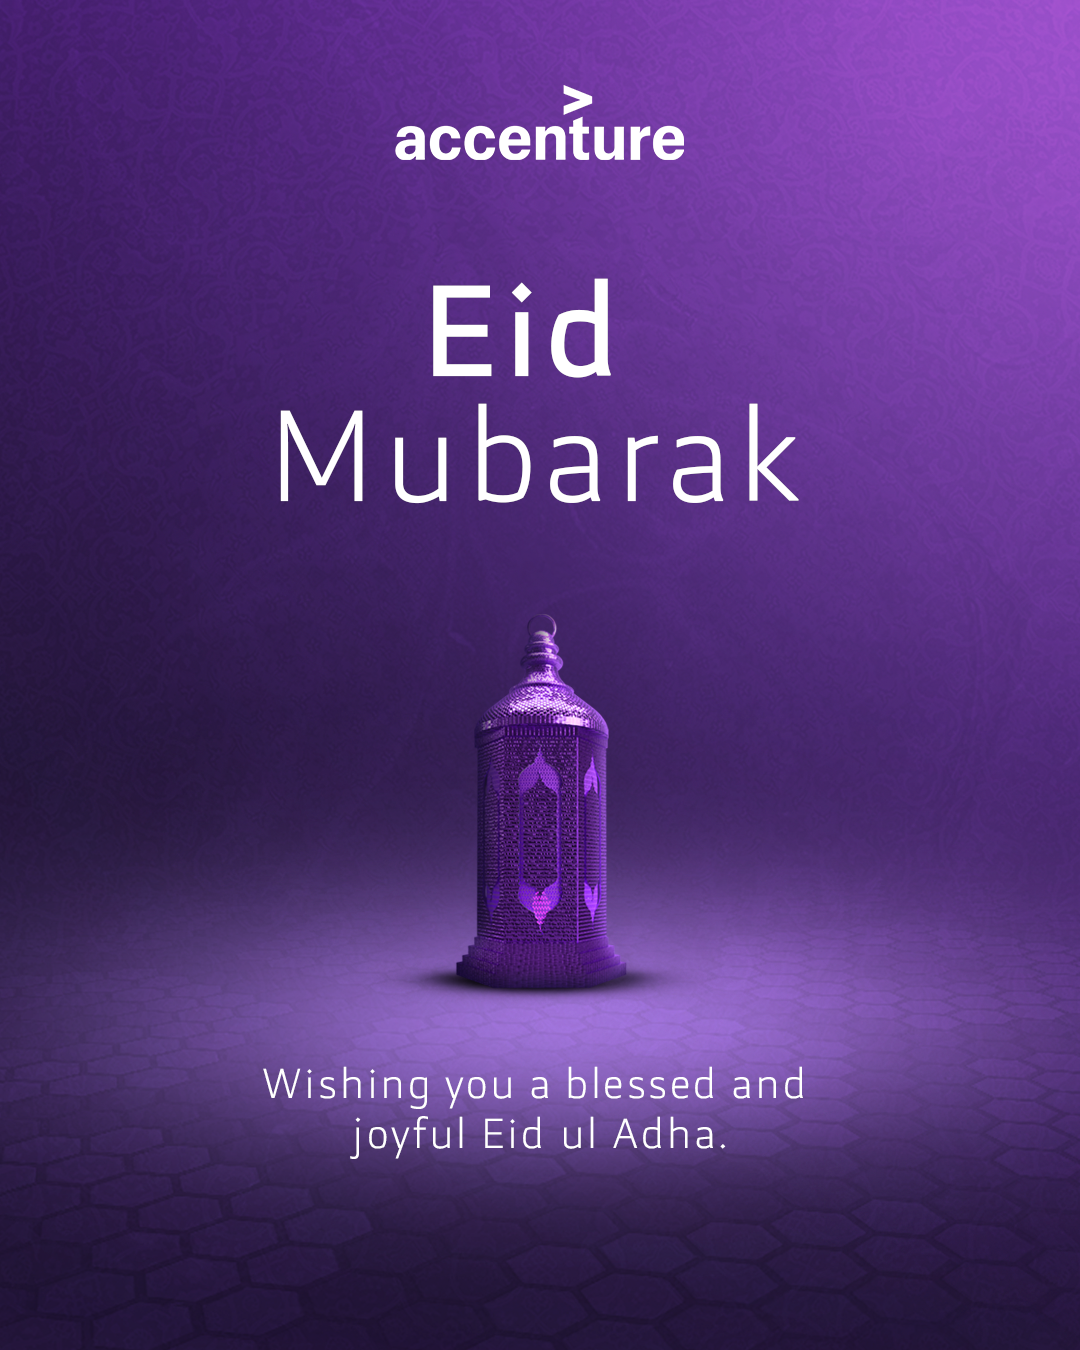 accenture
Eid
Mubarak
Wishing you a blessed and
joyful Eid ul Adha.